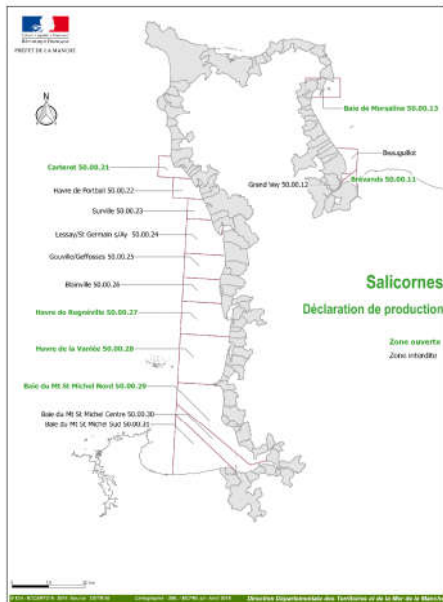 PRÉFET DE LA MANCHE
N
Baie de Morsaline 50.00.13
Beauguillot
Carteret 50.00.21
Grand Vey 50.00.12
Brévands 50.00.11
Havre de Portbail 50.00.22
Surville 50.00.23
Lessay/St Germain s/Ay 50.00.24
Gouville/Geffosses 50.00.25
Blainville 50.00.26
Salicornes
Déclaration de production
Havre de Regnéville 50.00.27
Zone ouverte
Havre de la Vanlée 50.00.28
Zone interdite
Baie du Mt St Michel Nord 50.00.29
Baie du Mt St Michel Centre 50.00.30
Baie du Mt St Michel Sud 50.00.31
Directive Départementale des Territoires et de la Mer de la Manche